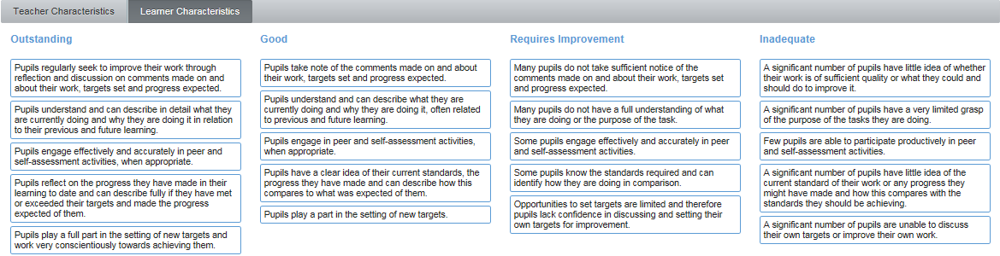 Teacher Characteristics
Learner Characteristics
Outstanding
Pupils regularly seek to improve their work through
reflection and discussion on comments made on and
about their work, targets set and progress expected.
Pupils understand and can describe in detail what they
are currently doing and why they are doing it in relation
to their previous and future learning.
Pupils engage effectively and accurately in peer and
self-assessment activities, when appropriate.
Pupils reflect on the progress they have made in their
learning to date and can describe fully if they have met
or exceeded their targets and made the progress
expected of them.
Pupils play a full part in the setting of new targets and
work very conscientiously towards achieving them.
Good
Pupils take note of the comments made on and about
their work, targets set and progress expected.
Pupils understand and can describe what they are
currently doing and why they are doing it, often related
to previous and future learning.
Pupils engage in peer and self-assessment activities,
when appropriate.
Pupils have a clear idea of their current standards, the
progress they have made and can describe how this
compares to what was expected of them.
Pupils play a part in the setting of new targets.
Requires Improvement
Many pupils do not take sufficient notice of the
comments made on and about their work, targets set
and progress expected.
Many pupils do not have a full understanding of what
they are doing or the purpose of the task.
Some pupils engage effectively and accurately in peer
and self-assessment activities.
Some pupils know the standards required and can
identify how they are doing in comparison.
Opportunities to set targets are limited and therefore
pupils lack confidence in discussing and setting their
own targets for improvement.
Inadequate
A significant number of pupils have little idea of whether
their work is of sufficient quality or what they could and
should do to improve it.
A significant number of pupils have a very limited grasp
of the purpose of the tasks they are doing.
Few pupils are able to participate productively in peer
and self-assessment activities.
A significant number of pupils have little idea of the
current standard of their work or any progress they
might have made and how this compares with the
standards they should be achieving.
A significant number of pupils are unable to discuss
their own targets or improve their own work.